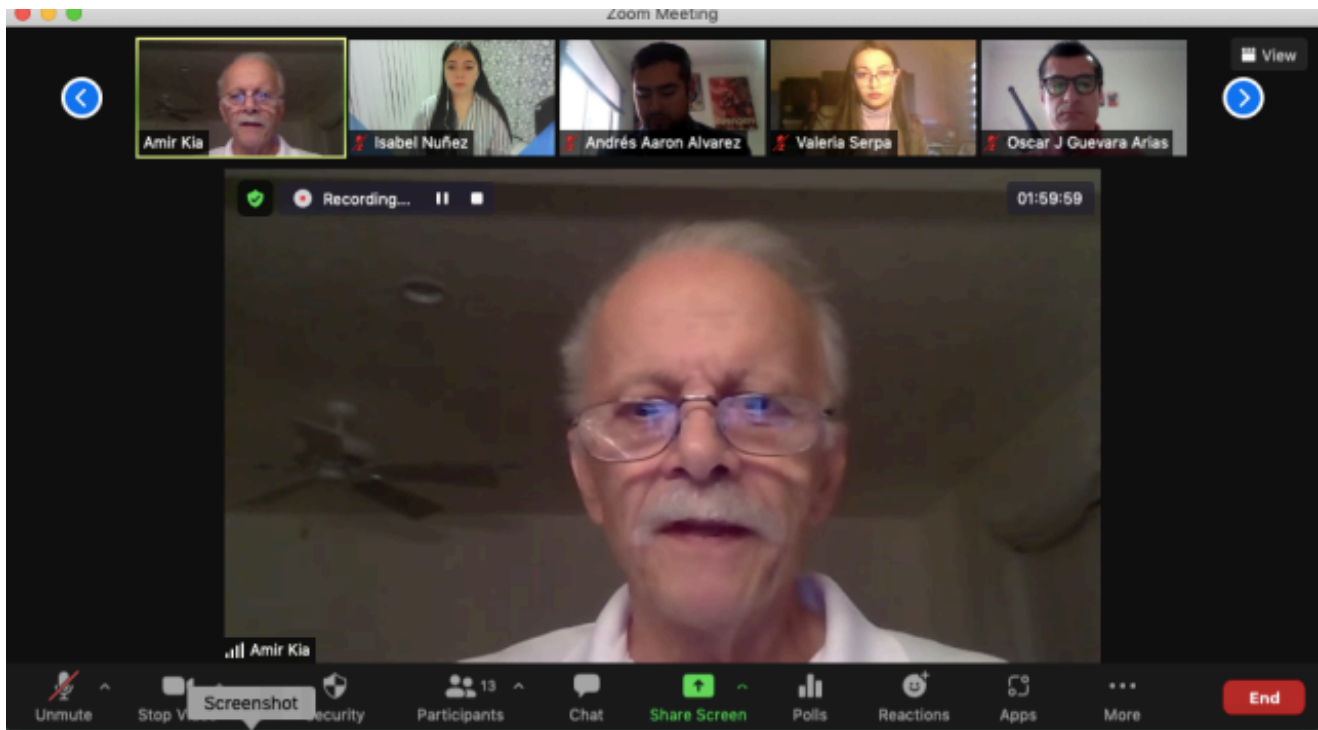 Zoom Meeting
View
Amir Kia
Isabel Nuñez
Andrés Aaron Alvarez
Valeria Serpa
Oscar J Guevara Arias
Recording...
01:59:59
Amir Kia
13
Unmute
Stop
Screenshot
Participants
Chat
Share Screen
Polls
Reactions
Apps
More
End